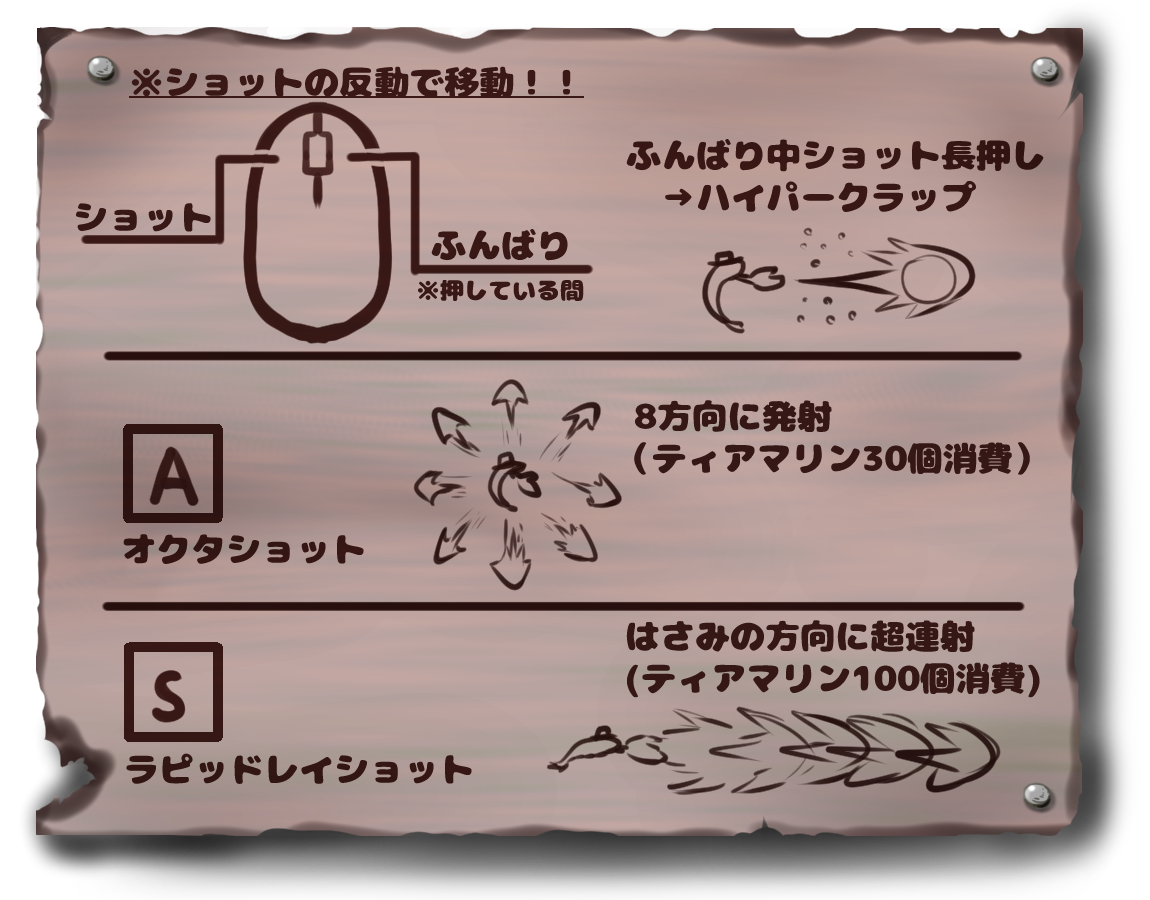 ※ショットの反動で移動！！
ショット
ふんばり
※押している間
ふんばり中ショット長押し
→ハイパークラップ
A
オクタショット
8方向に発射
（ティアマリン30個消費）
S
ラピッドレイショット
はさみの方向に超連射
(ティアマリン100個消費)